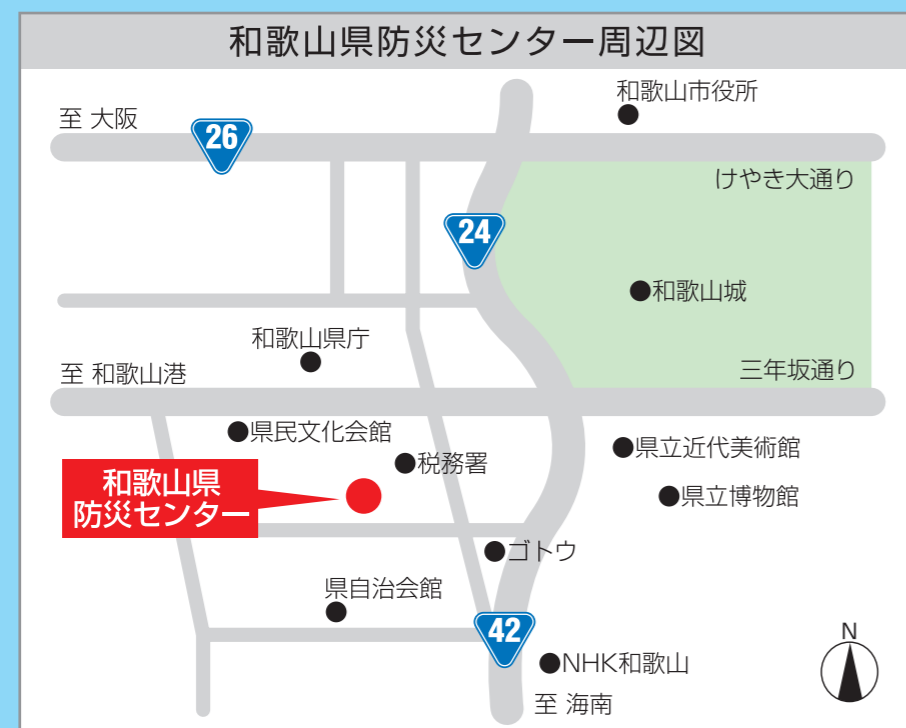 和歌山県防災センター周辺図
和歌山市役所
至 大阪
26
けやき大通り
24
和歌山城
和歌山県庁
至 和歌山港
三年坂通り
県民文化会館
県立近代美術館
税務署
和歌山県
防災センター
県立博物館
ゴトウ
県自治会館
42
N
NHK和歌山
至 海南